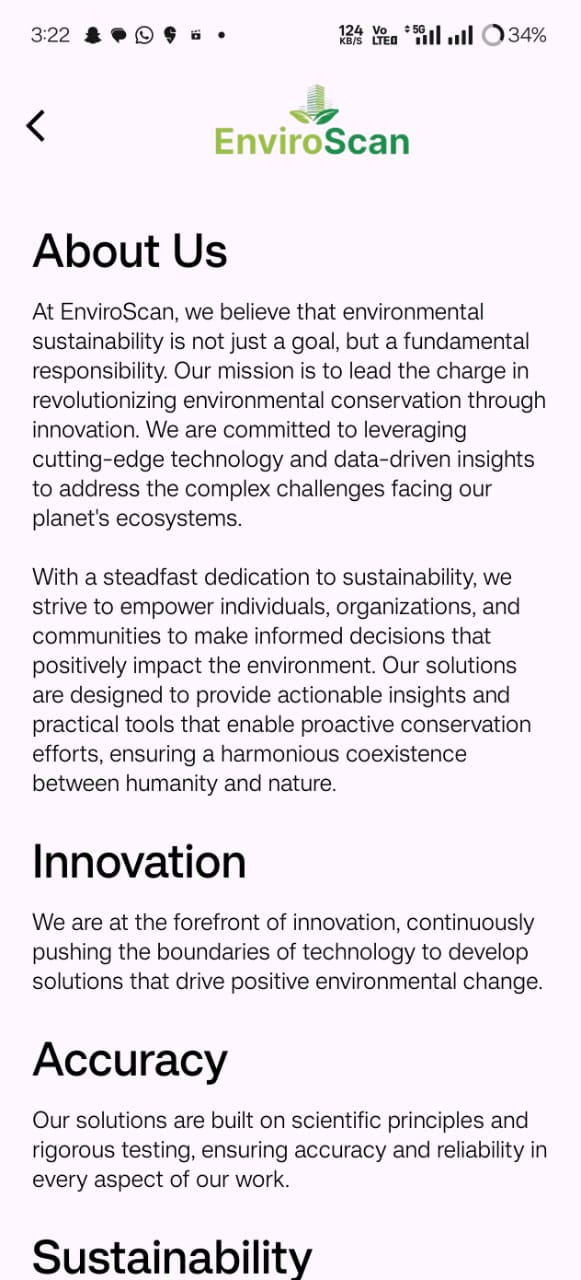 3:22
124 KB/S
Vo LTE
5G
34%
EnviroScan
About Us
At EnviroScan, we believe that environmental
sustainability is not just a goal, but a fundamental
responsibility. Our mission is to lead the charge in
revolutionizing environmental conservation through
innovation. We are committed to leveraging
cutting-edge technology and data-driven insights
to address the complex challenges facing our
planet's ecosystems.
With a steadfast dedication to sustainability, we
strive to empower individuals, organizations, and
communities to make informed decisions that
positively impact the environment. Our solutions
are designed to provide actionable insights and
practical tools that enable proactive conservation
efforts, ensuring a harmonious coexistence
between humanity and nature.
Innovation
We are at the forefront of innovation, continuously
pushing the boundaries of technology to develop
solutions that drive positive environmental change.
Accuracy
Our solutions are built on scientific principles and
rigorous testing, ensuring accuracy and reliability in
every aspect of our work.
Sustainability